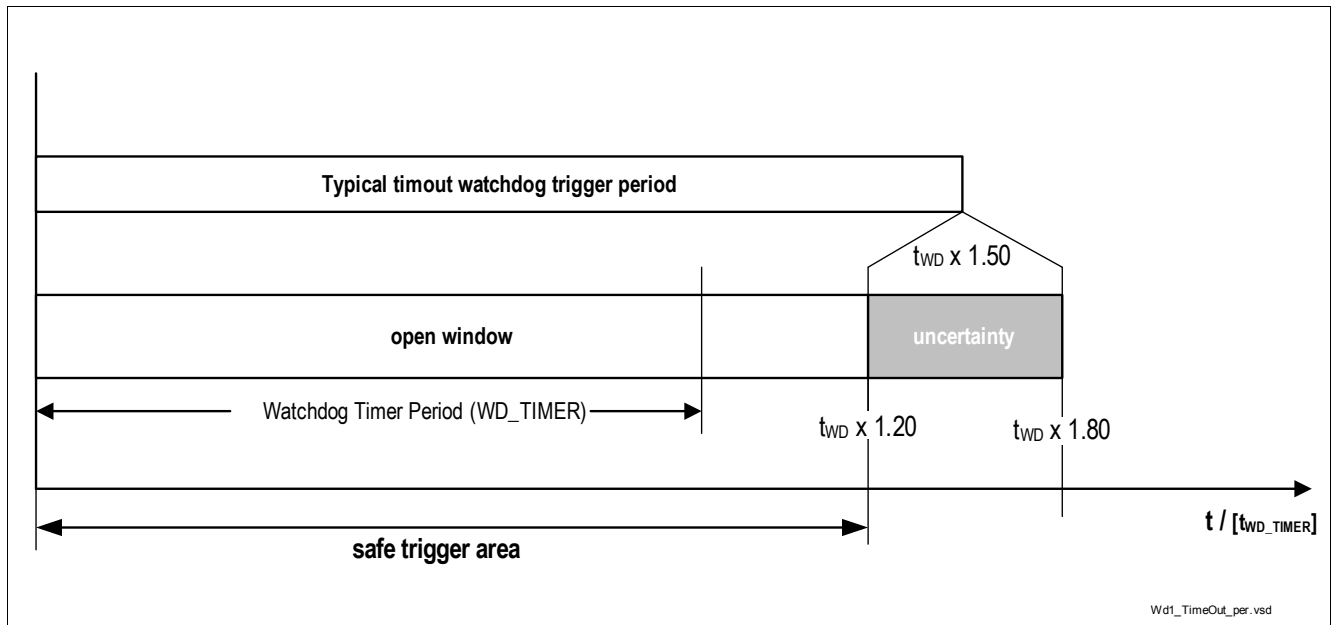 Typical timout watchdog trigger period
tWD x 1.50
open window
uncertainty
Watchdog Timer Period (WD_TIMER)
tWD x 1.20
tWD x 1.80
t / [tWD_TIMER]
safe trigger area
Wd1_TimeOut_per.vsd